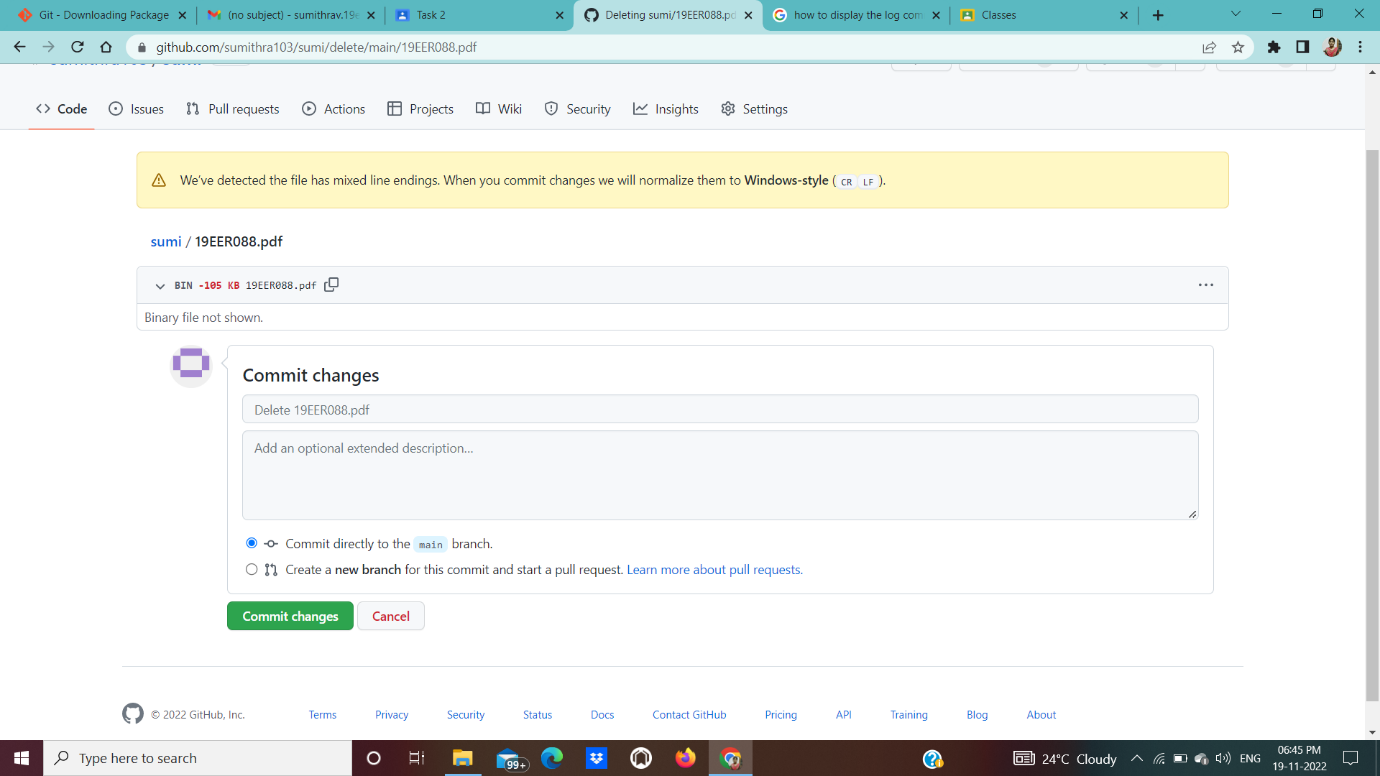 Git - Downloading Package
(no subject) - sumithrav.19e
Task 2
Deleting sumi/19EER088.pd
how to display the log com
Classes
github.com/sumithra103/sumi/delete/main/19EER088.pdf
Code
Issues
Pull requests
Actions
Projects
Wiki
Security
Insights
Settings
We've detected the file has mixed line endings. When you commit changes we will normalize them to Windows-style ( CR LF ).
sumi / 19EER088.pdf
BIN -105 KB 19EER088.pdf
Binary file not shown.
Commit changes
Delete 19EER088.pdf
Add an optional extended description...
Commit directly to the main branch.
Create a new branch for this commit and start a pull request. Learn more about pull requests.
Commit changes
Cancel
© 2022 GitHub, Inc.
Terms
Privacy
Security
Status
Docs
Contact GitHub
Pricing
API
Training
Blog
About
Type here to search
99+
24°C Cloudy
ENG
06:45 PM
19-11-2022